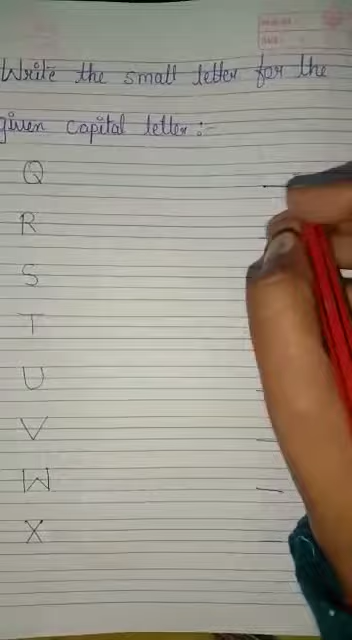 Write the small letter for the
given capital letter:-
Q
R
S
T
U
V
W
X